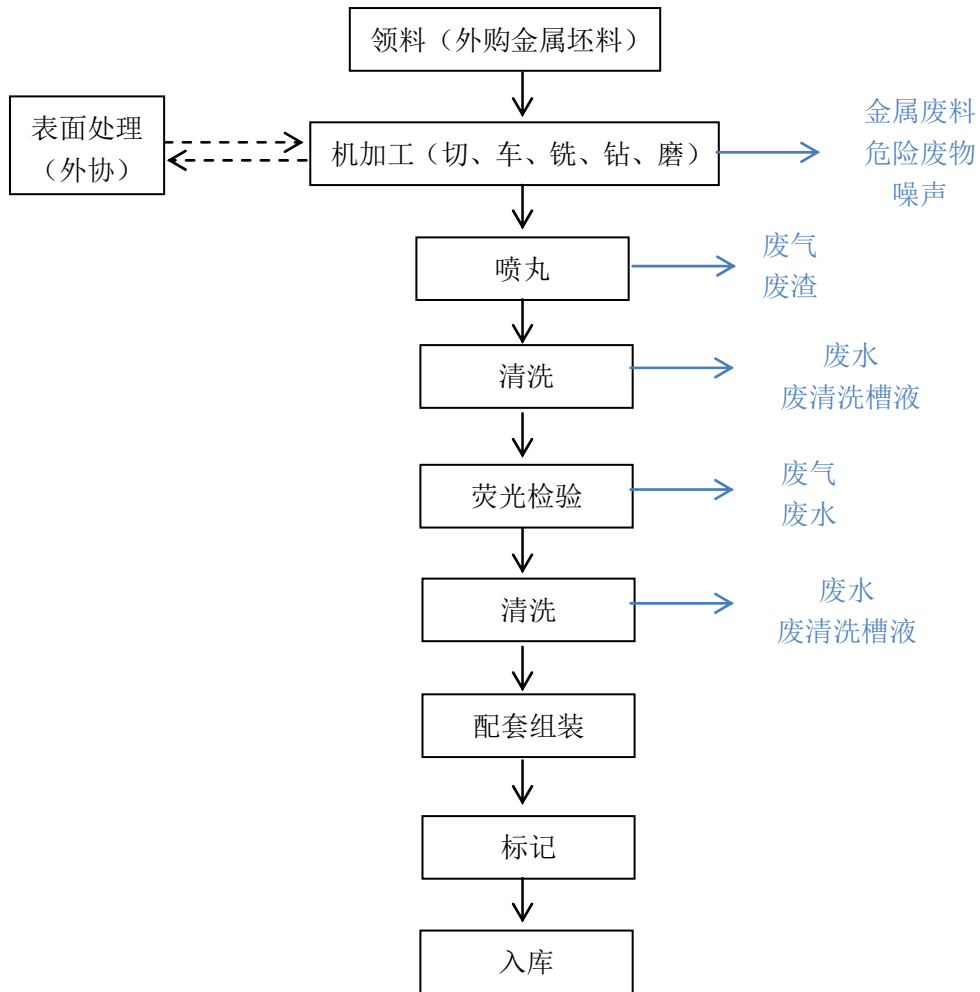 领料（外购金属坯料）
表面处理
（外协）
机加工（切、车、铣、钻、磨）
金属废料
危险废物
噪声
喷丸
废气
废渣
清洗
废水
废清洗槽液
荧光检验
废气
废水
清洗
废水
废清洗槽液
配套组装
标记
入库